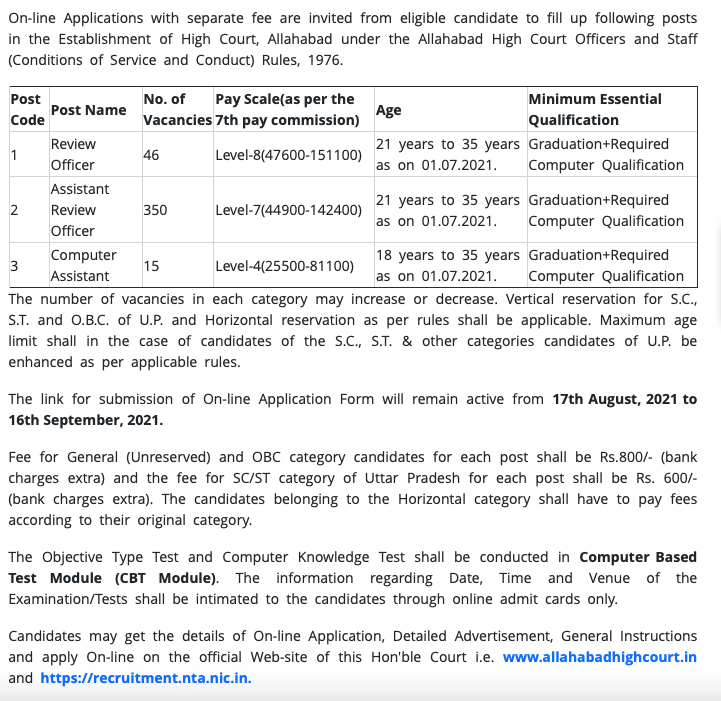 On-line Applications with separate fee are invited from eligible candidate to fill up following posts
in the Establishment of High Court, Allahabad under the Allahabad High Court Officers and Staff
(Conditions of Service and Conduct) Rules, 1976.
Post Code Post Name No. of Vacancies Pay Scale(as per the 7th pay commission) Age Minimum Essential Qualification
1 Review Officer 46 Level-8(47600-151100) 21 years to 35 years as on 01.07.2021. Graduation+Required Computer Qualification
2 Assistant Review Officer 350 Level-7(44900-142400) 21 years to 35 years as on 01.07.2021. Graduation+Required Computer Qualification
3 Computer Assistant 15 Level-4(25500-81100) 18 years to 35 years as on 01.07.2021. Graduation+Required Computer Qualification
The number of vacancies in each category may increase or decrease. Vertical reservation for S.C.,
S.T. and O.B.C. of U.P. and Horizontal reservation as per rules shall be applicable. Maximum age
limit shall in the case of candidates of the S.C., S.T. & other categories candidates of U.P. be
enhanced as per applicable rules.
The link for submission of On-line Application Form will remain active from 17th August, 2021 to
16th September, 2021.
Fee for General (Unreserved) and OBC category candidates for each post shall be Rs.800/- (bank
charges extra) and the fee for SC/ST category of Uttar Pradesh for each post shall be Rs. 600/-
(bank charges extra). The candidates belonging to the Horizontal category shall have to pay fees
according to their original category.
The Objective Type Test and Computer Knowledge Test shall be conducted in Computer Based
Test Module (CBT Module). The information regarding Date, Time and Venue of the
Examination/Tests shall be intimated to the candidates through online admit cards only.
Candidates may get the details of On-line Application, Detailed Advertisement, General Instructions
and apply On-line on the official Web-site of this Hon'ble Court i.e. www.allahabadhighcourt.in
and https://recruitment.nta.nic.in.